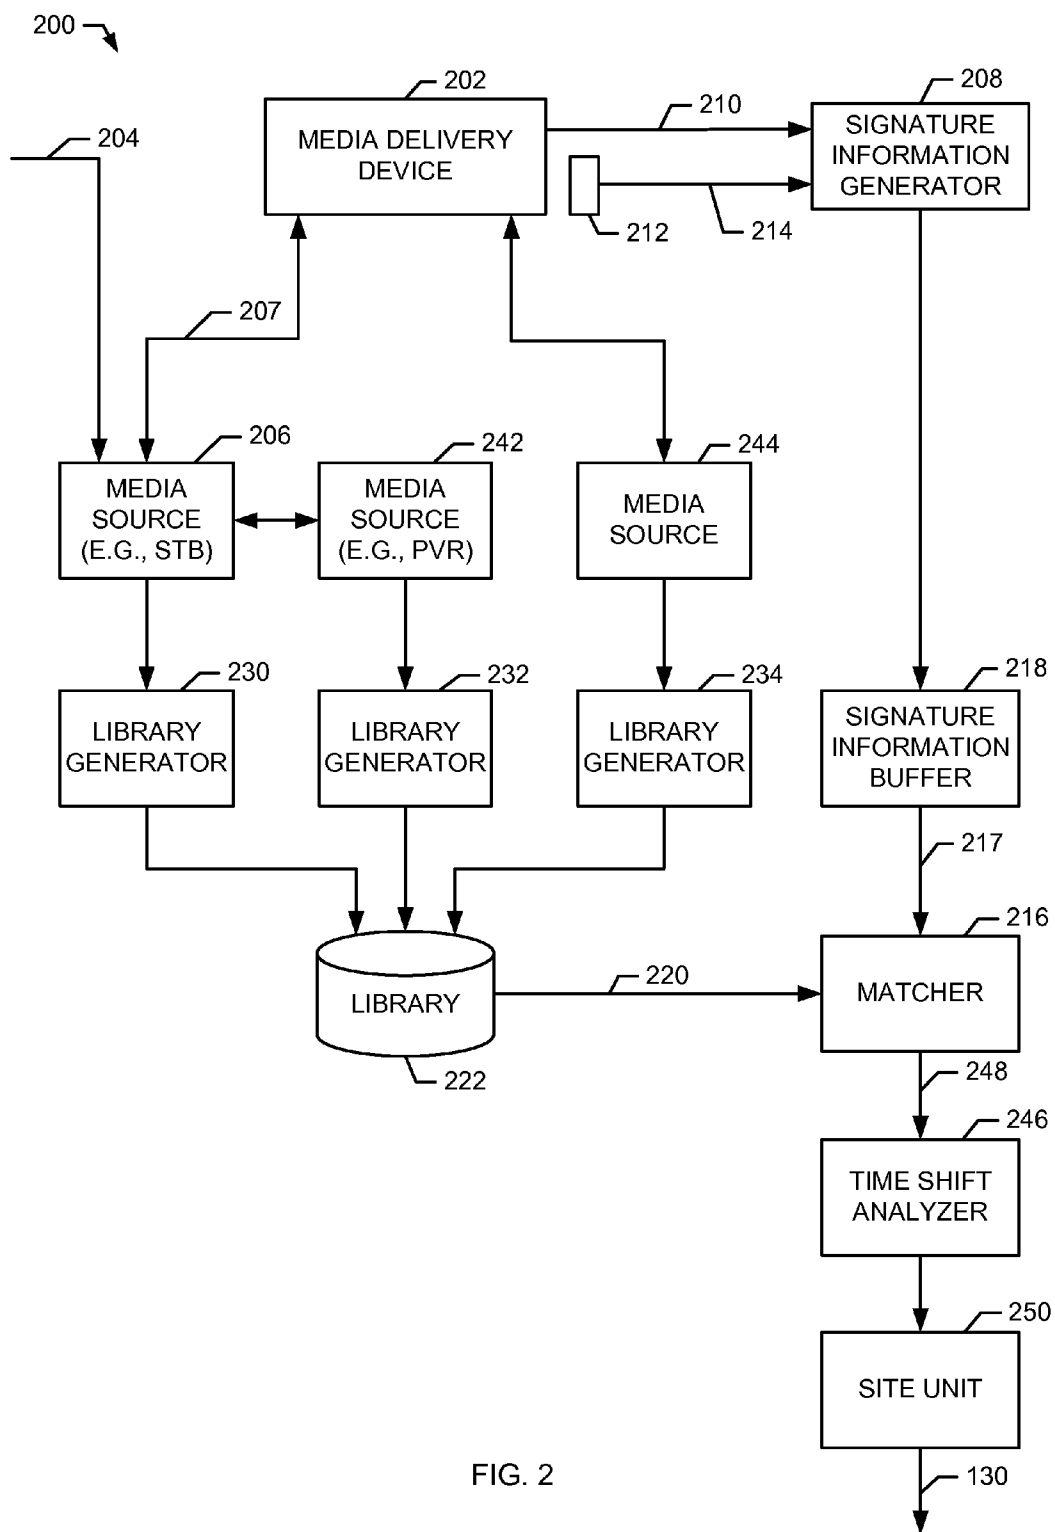 200
202
204
210
208
MEDIA DELIVERY
DEVICE
SIGNATURE
INFORMATION
GENERATOR
212
214
207
206
242
244
MEDIA
SOURCE
(E.G., STB)
MEDIA
SOURCE
(E.G., PVR)
MEDIA
SOURCE
230
232
234
218
LIBRARY
GENERATOR
LIBRARY
GENERATOR
LIBRARY
GENERATOR
SIGNATURE
INFORMATION
BUFFER
217
216
LIBRARY
220
MATCHER
222
248
246
TIME SHIFT
ANALYZER
250
SITE UNIT
FIG. 2
130